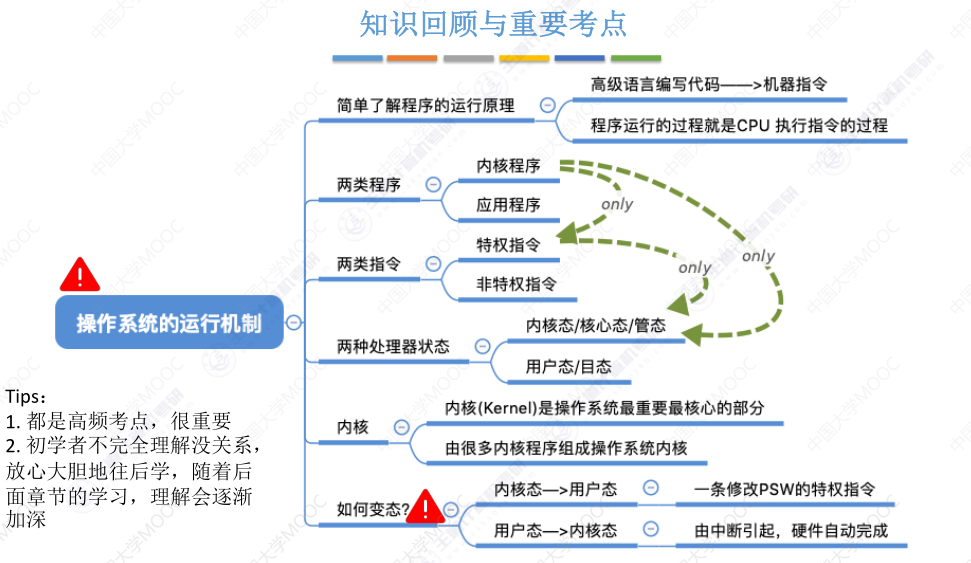 知识回顾与重要考点
高级语言编写代码——>机器指令
简单了解程序的运行原理
程序运行的过程就是CPU 执行指令的过程
内核程序
两类程序
only
应用程序
特权指令
两类指令
only
only
非特权指令
操作系统的运行机制
内核态/核心态/管态
两种处理器状态
用户态/目态
Tips：
1. 都是高频考点，很重要
2. 初学者不完全理解没关系，
放心大胆地往后学，随着后
面章节的学习，理解会逐渐
加深
内核(Kernel)是操作系统最重要最核心的部分
内核
由很多内核程序组成操作系统内核
内核态—>用户态
一条修改PSW的特权指令
如何变态?
用户态—>内核态
由中断引起，硬件自动完成
中国大学MOOC
王道计算机考研